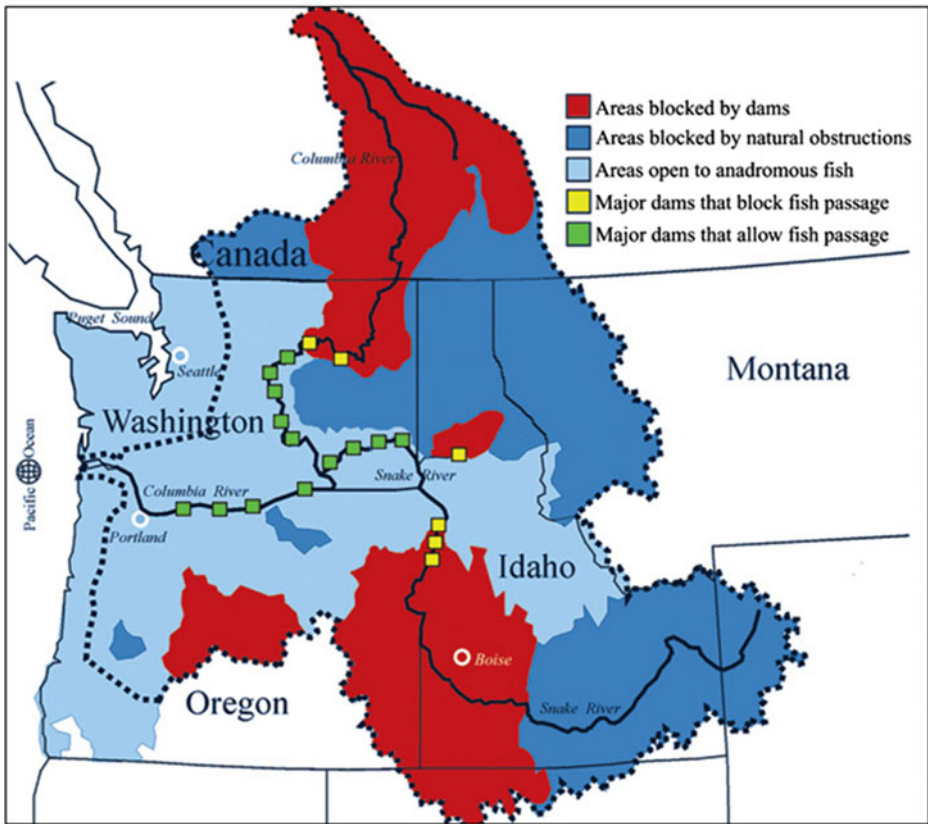 Areas blocked by dams
Areas blocked by natural obstructions
Areas open to anadromous fish
Major dams that block fish passage
Major dams that allow fish passage
Columbia River
Canada
Puget Sound
Seattle
Montana
Washington
Pacific Ocean
Snake River
Columbia River
Portland
Idaho
Boise
Oregon
Snake River